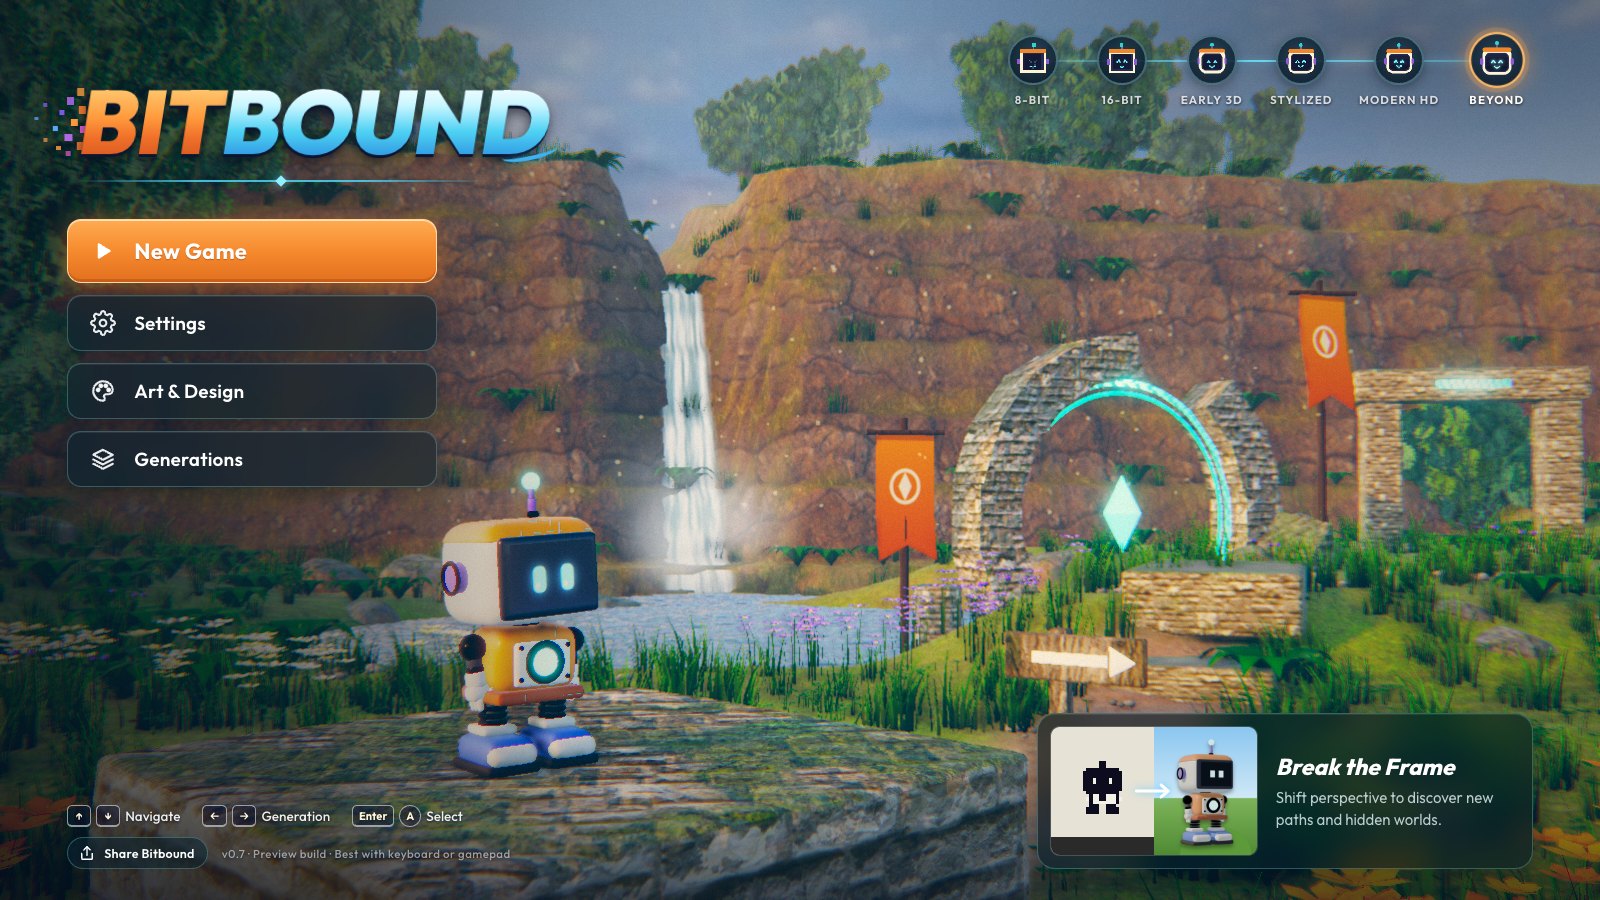 BITBOUND
8-BIT
16-BIT
EARLY 3D
STYLIZED
MODERN HD
BEYOND
New Game
Settings
Art & Design
Generations
Break the Frame
Shift perspective to discover new
paths and hidden worlds.
↑ ↓ Navigate ← → Generation Enter A Select
Share Bitbound
v0.7 · Preview build · Best with keyboard or gamepad